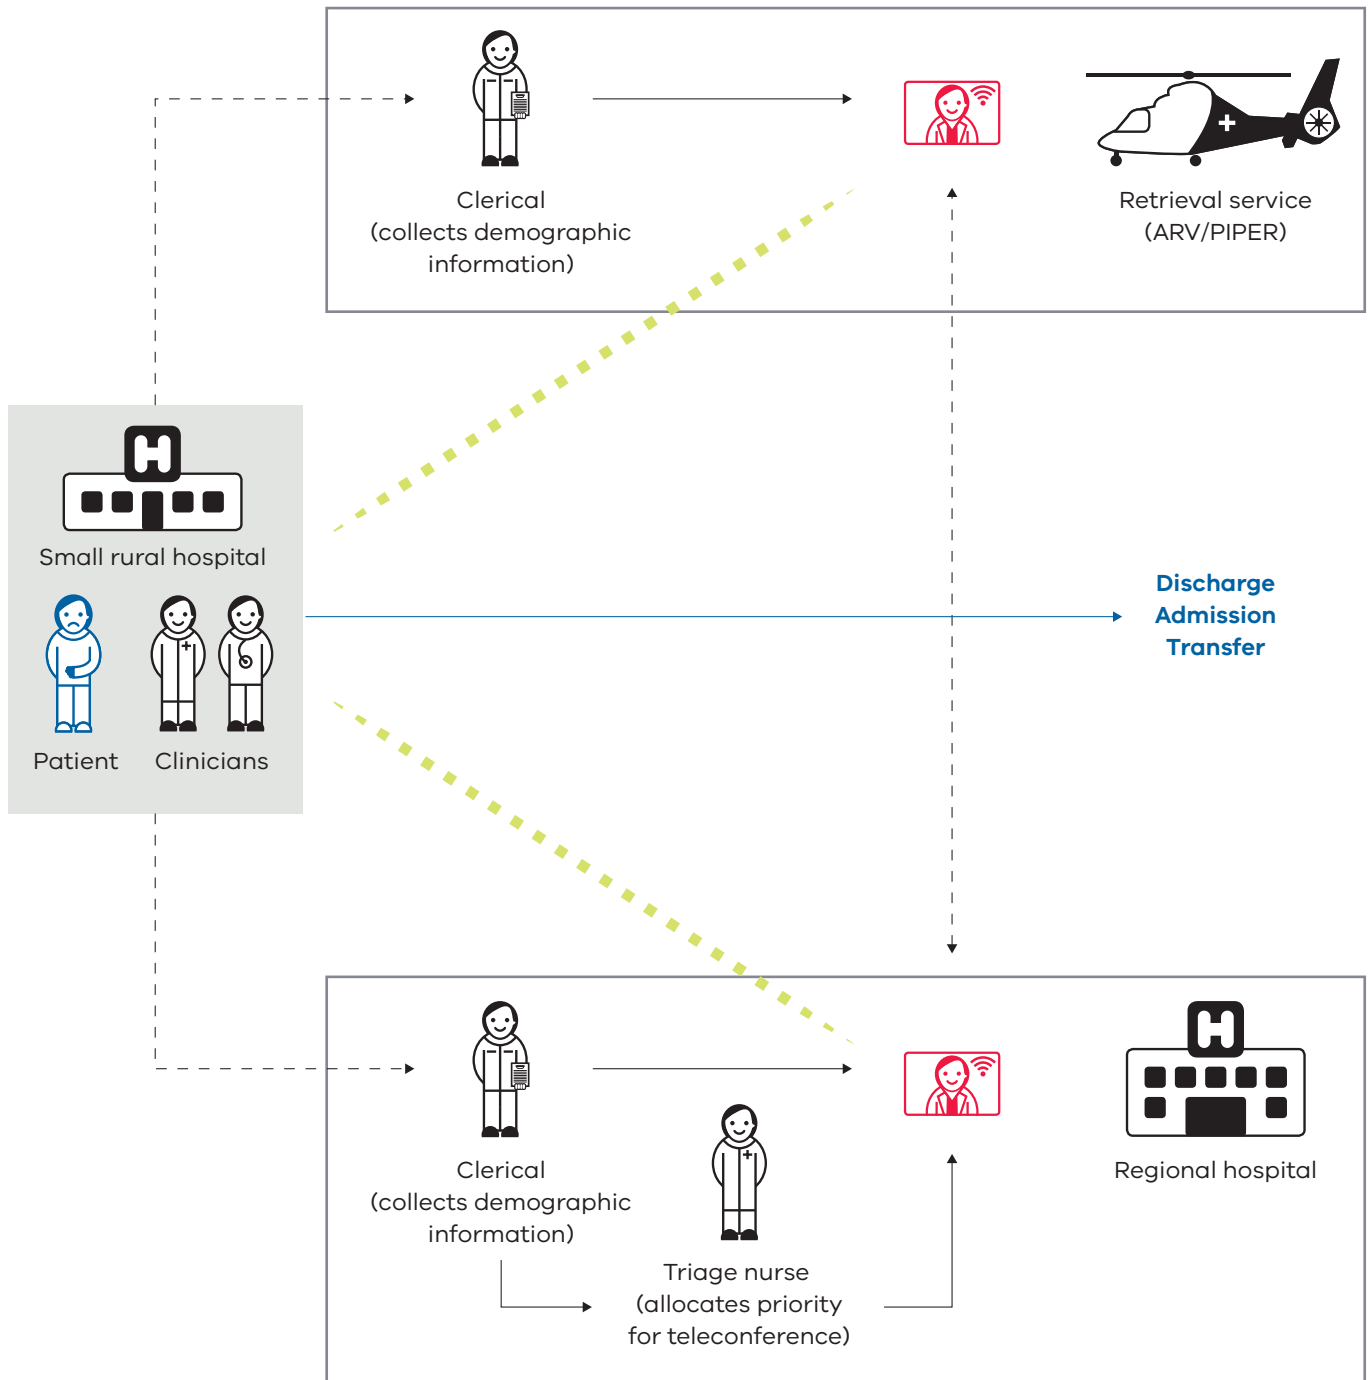 Clerical
(collects demographic
information)
Retrieval service
(ARV/PIPER)
H
Small rural hospital
Patient
Clinicians
Discharge
Admission
Transfer
Clerical
(collects demographic
information)
Triage nurse
(allocates priority
for teleconference)
H
Regional hospital